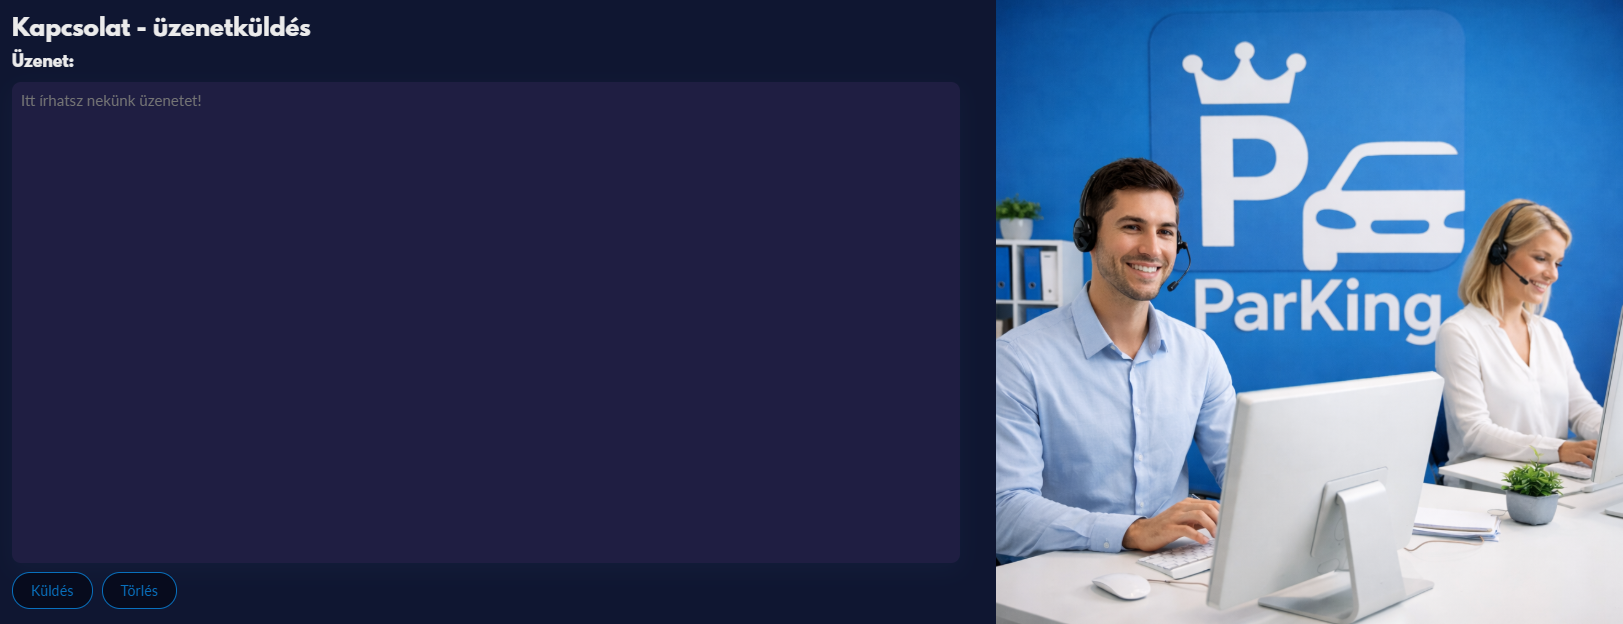 Kapcsolat - üzenetküldés
Üzenet:
Itt írhatsz nekünk üzenetet!
Küldés
Törlés
P
ParKing